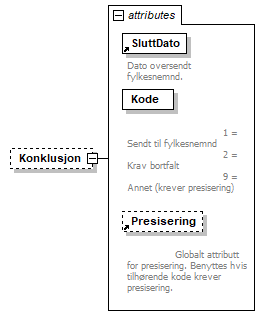 attributes
SluttDato
Dato oversendt
fylkesnemnd.
Kode
1 =
Sendt til fylkesnemnd
2 =
Krav bortfalt
9 =
Annet (krever presisering)
Konklusjon
Presisering
Globalt attributt
for presisering. Benyttes hvis
tilhørende kode krever
presisering.